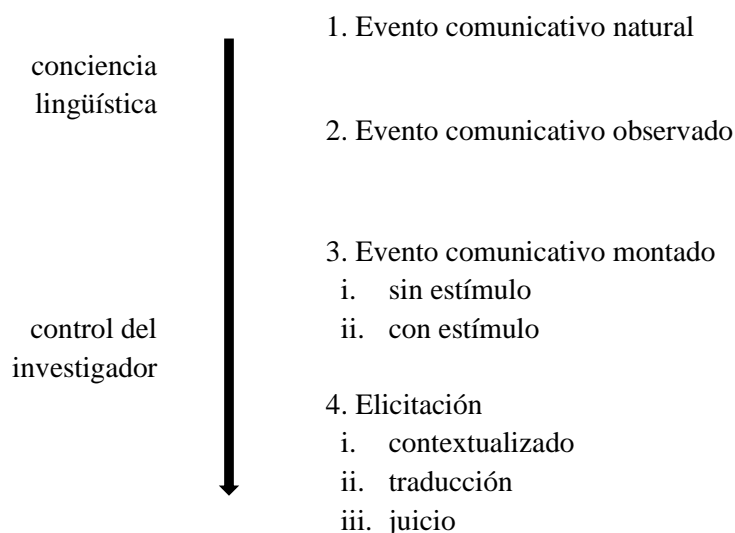 conciencia
lingüística
control del
investigador
1. Evento comunicativo natural
2. Evento comunicativo observado
3. Evento comunicativo montado
i. sin estímulo
ii. con estímulo
4. Elicitación
i. contextualizado
ii. traducción
iii. juicio